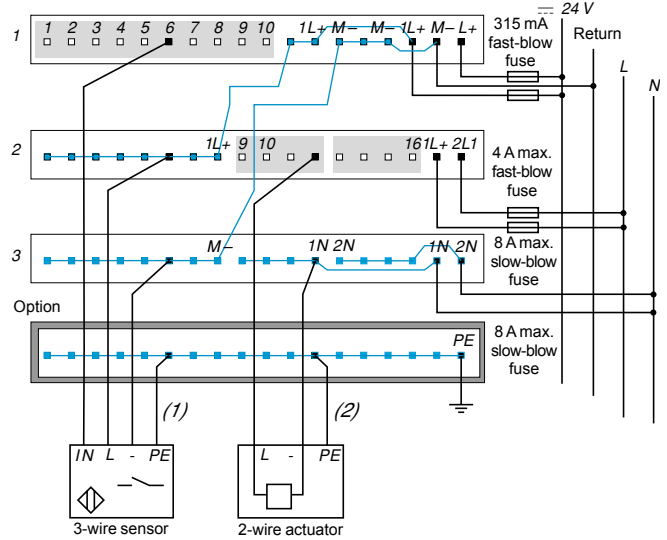 24 V
Return
L
N
1 1 2 3 4 5 6 7 8 9 10 1L+ M− M− 1L+ M− L+
315 mA
fast-blow
fuse
2 1L+ 9 10 16 1L+ 2L1
4 A max.
fast-blow
fuse
3 M− 1N 2N 1N 2N
8 A max.
slow-blow
fuse
Option
PE
8 A max.
slow-blow
fuse
(1) (2)
IN L - PE
L - PE
3-wire sensor
2-wire actuator